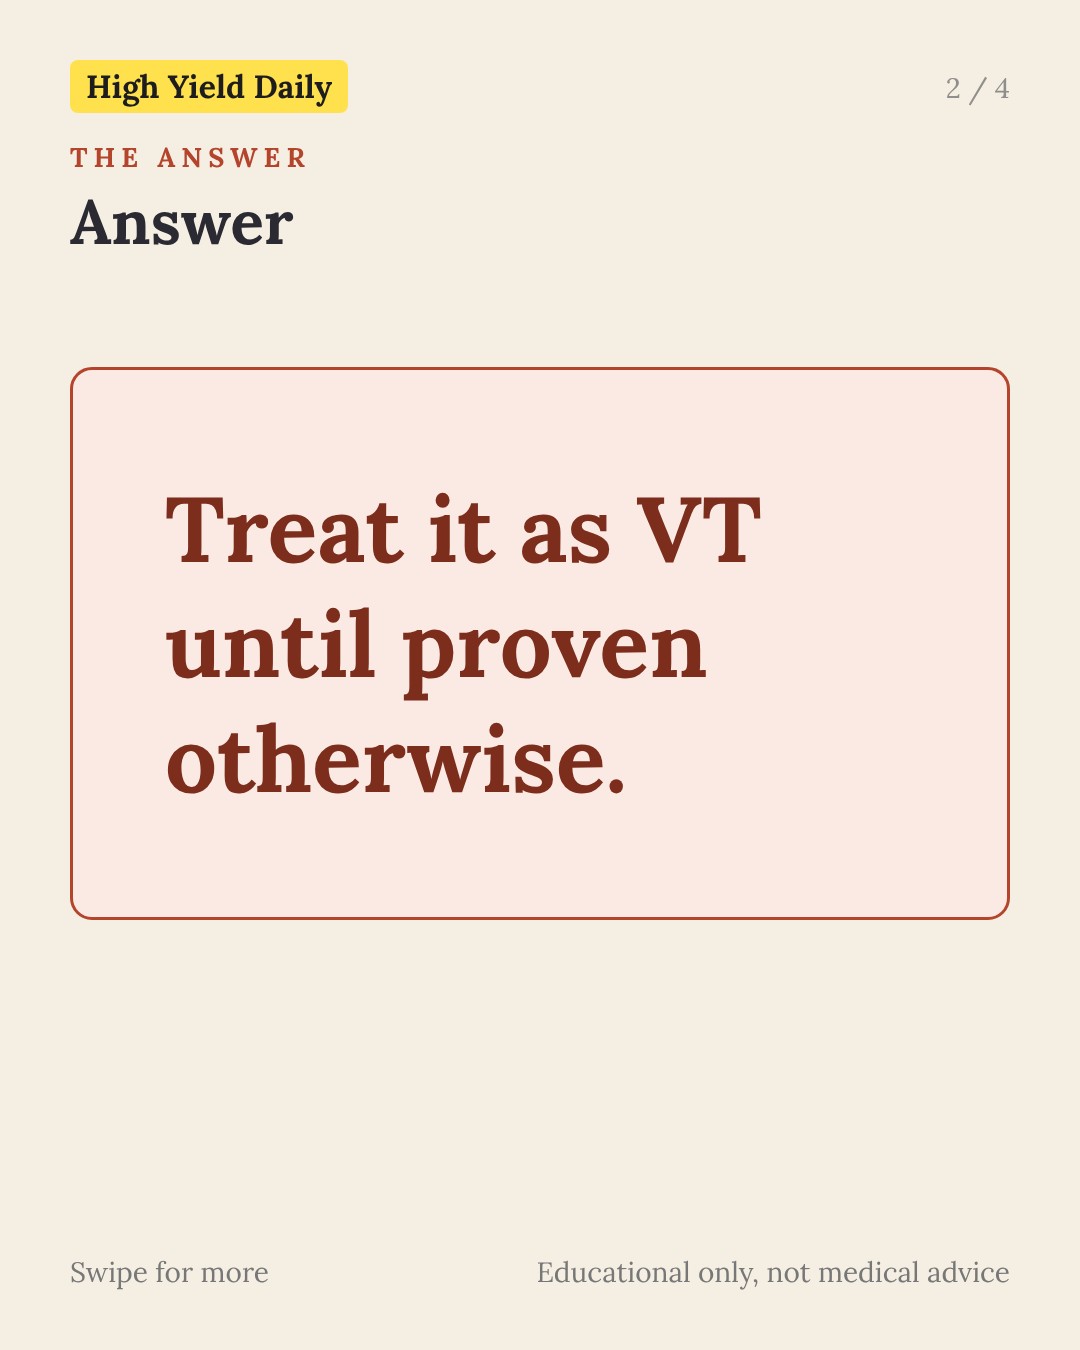 High Yield Daily
2 / 4
THE ANSWER
Answer
Treat it as VT
until proven
otherwise.
Swipe for more
Educational only, not medical advice